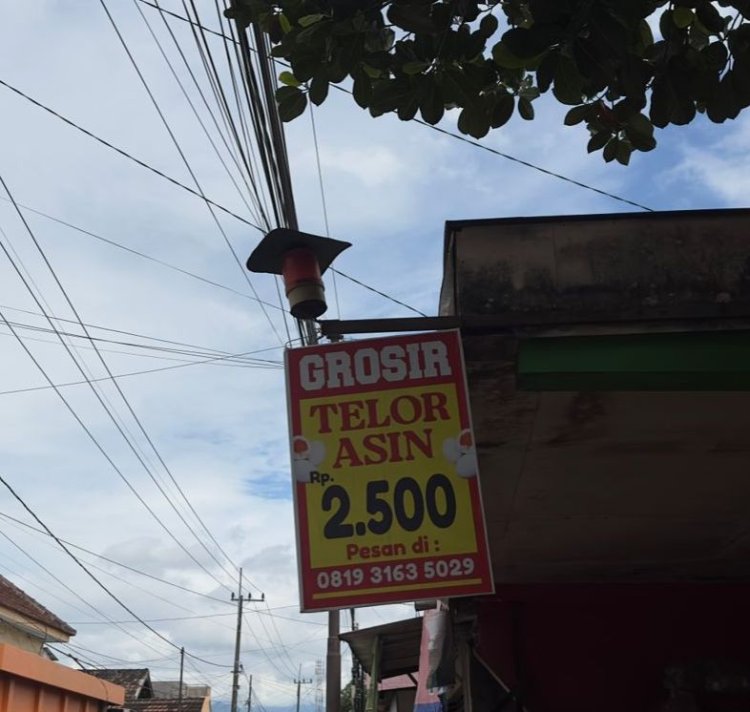 GROSIR
TELOR
ASIN
Rp.
2.500
Pesan di :
0819 3163 5029